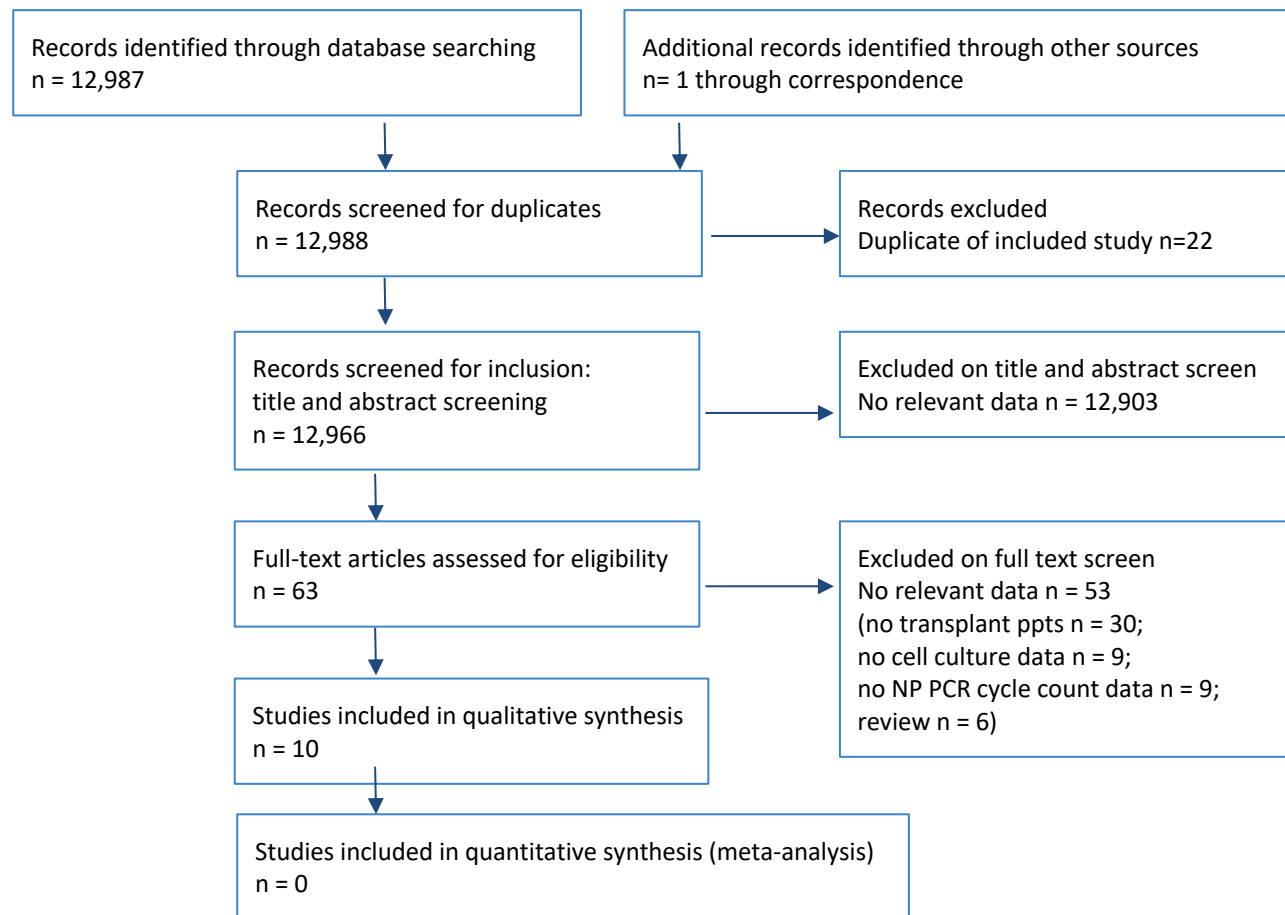 Records identified through database searching
n = 12,987
Additional records identified through other sources
n= 1 through correspondence
Records screened for duplicates
n = 12,988
Records excluded
Duplicate of included study n=22
Records screened for inclusion:
title and abstract screening
n = 12,966
Excluded on title and abstract screen
No relevant data n = 12,903
Full-text articles assessed for eligibility
n = 63
Excluded on full text screen
No relevant data n = 53
(no transplant ppts n = 30;
no cell culture data n = 9;
no NP PCR cycle count data n = 9;
review n = 6)
Studies included in qualitative synthesis
n = 10
Studies included in quantitative synthesis (meta-analysis)
n = 0